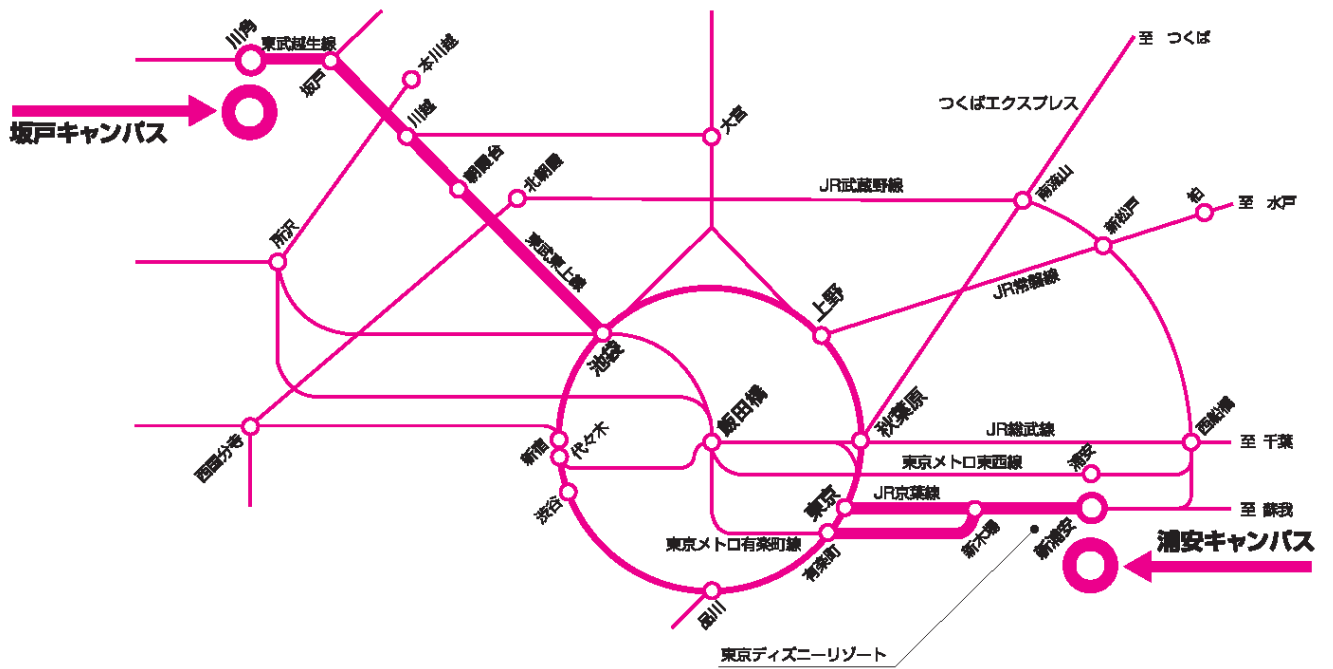 川角
東武越生線
坂戸
本川越
至 つくば
川越
つくばエクスプレス
坂戸キャンパス
大宮
朝霞台
北朝霞
JR武蔵野線
南流山
新松戸
柏
至 水戸
所沢
東武東上線
JR常磐線
上野
池袋
飯田橋
秋葉原
西船橋
西国分寺
新宿
代々木
JR総武線
至 千葉
東京メトロ東西線
浦安
渋谷
東京
JR京葉線
至 蘇我
東京メトロ有楽町線
有楽町
新木場
新浦安
浦安キャンパス
品川
東京ディズニーリゾート